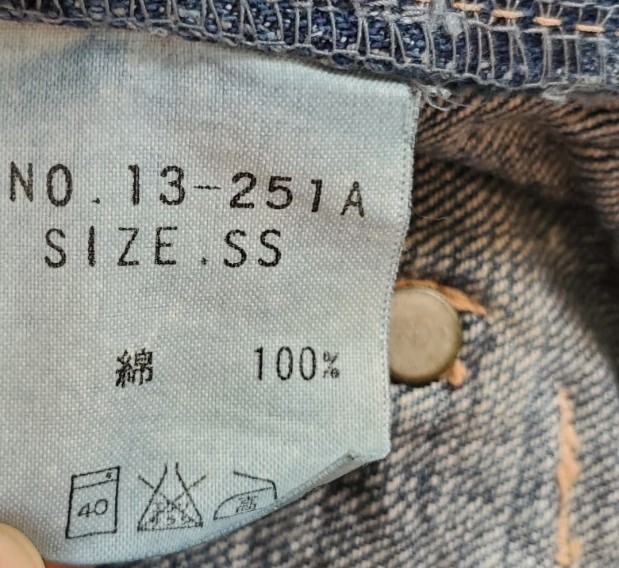 NO.13-251A
SIZE.SS
綿 100%
40 高